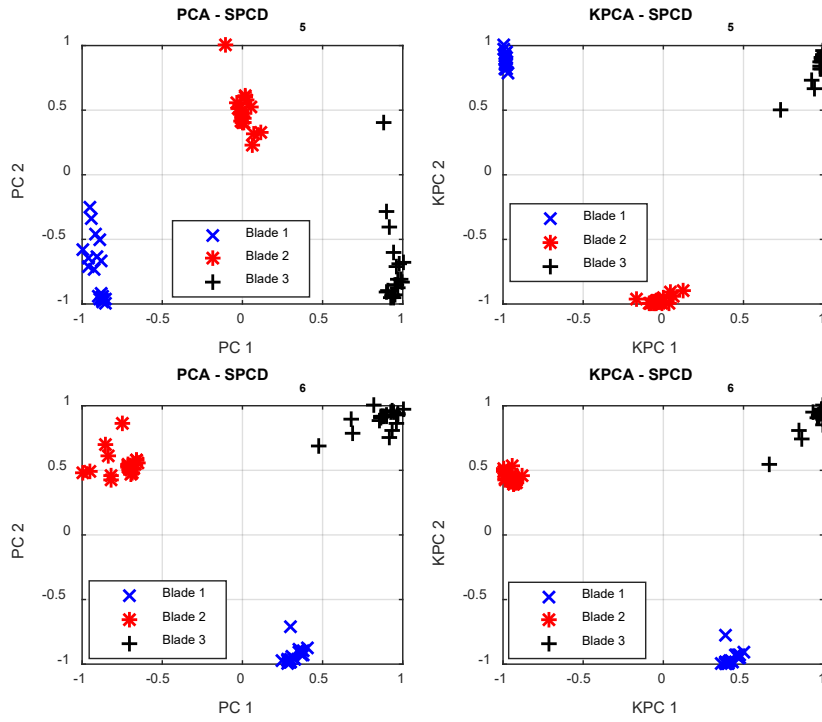 PCA - SPCD 5
PC 2
1
0.5
0
-0.5
-1
Blade 1
Blade 2
Blade 3
-1 -0.5 0 0.5 1
PC 1
KPCA - SPCD 5
KPC 2
1
0.5
0
-0.5
-1
Blade 1
Blade 2
Blade 3
-1 -0.5 0 0.5 1
KPC 1
PCA - SPCD 6
PC 2
1
0.5
0
-0.5
-1
Blade 1
Blade 2
Blade 3
-1 -0.5 0 0.5 1
PC 1
KPCA - SPCD 6
KPC 2
1
0.5
0
-0.5
-1
Blade 1
Blade 2
Blade 3
-1 -0.5 0 0.5 1
KPC 1